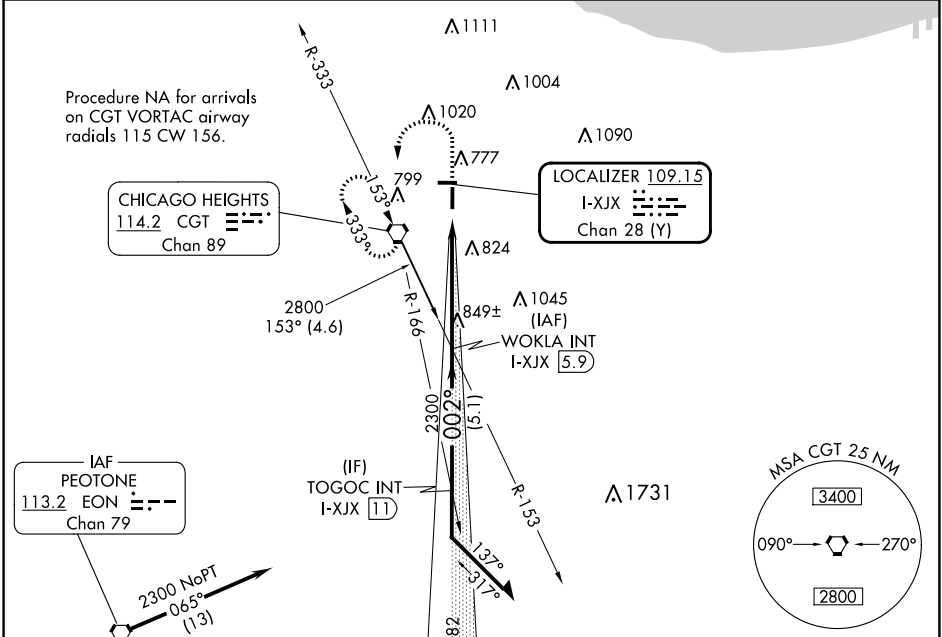 1111
R-333
1004
Procedure NA for arrivals
on CGT VORTAC airway
radials 115 CW 156.
1020
1090
777
799
LOCALIZER 109.15
I-XJX
Chan 28 (Y)
153°
CHICAGO HEIGHTS
114.2 CGT
Chan 89
333°
824
2800
153° (4.6)
R-166
1045
849±
(IAF)
WOKLA INT
I-XJX 5.9
2300
002°
(5.1)
IAF
PEOTONE
113.2 EON
Chan 79
(IF)
TOGOC INT
I-XJX 11
R-153
1731
MSA CGT 25 NM
3400
090°
270°
2800
137°
317°
2300 NoPT
065°
(13)
82